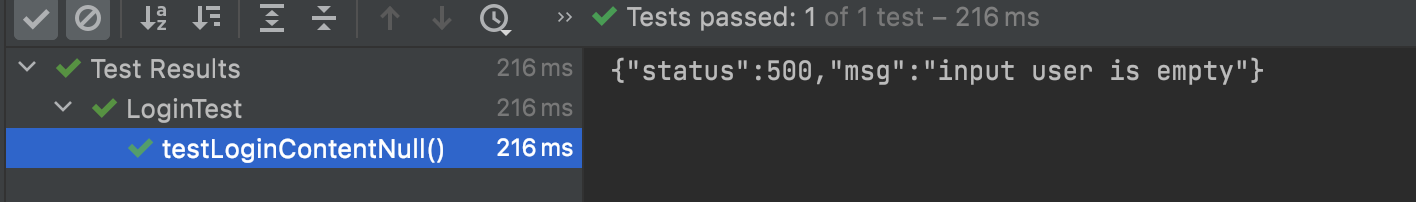 Tests passed: 1 of 1 test – 216 ms
Test Results 216 ms
{"status":500,"msg":"input user is empty"}
LoginTest 216 ms
testLoginContentNull() 216 ms